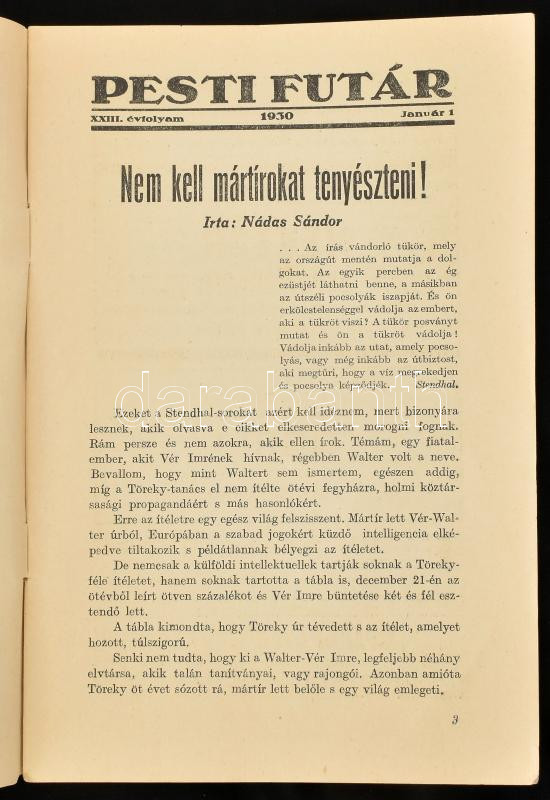 PESTI FUTÁR
XXIII. évfolyam 1930 Január 1
Nem kell mártírokat tenyészteni!
Irta: Nádas Sándor
. . . Az írás vándorló tükör, mely
az országút mentén mutatja a dol-
gokat. Az egyik percben az ég
ezüstjét láthatni benne, a másikban
az útszéli pocsolyák iszapját. És ön
erkölcstelenséggel vádolja az embert,
aki a tükröt viszi? A tükör posványt
mutat és ön a tükröt vádolja!
Vádolja inkább az utat, amely pocso-
lyás, vagy még inkább az útbiztost,
aki megtűri, hogy a víz megrekedjen
és pocsolya képződjék. Stendhal.
Ezeket a Stendhal-sorokat azért kell idéznem, mert bizonyára
lesznek, akik olvasva e cikket elkeseredetten morogni fognak.
Rám persze és nem azokra, akik ellen írok. Témám, egy fiatal-
ember, akit Vér Imrének hívnak, régebben Walter volt a neve.
Bevallom, hogy mint Waltert sem ismertem, egészen addig,
míg a Töreky-tanács el nem ítélte ötévi fegyházra, holmi köztár-
sasági propagandáért s más hasonlókért.
Erre az ítéletre egy egész világ felszisszent. Mártír lett Vér-Wal-
ter úrból, Európában a szabad jogokért küzdő intelligencia elké-
pedve tiltakozik s példátlannak bélyegzi az ítéletet.
De nemcsak a külföldi intellektuellek tartják soknak a Töreky-
féle ítéletet, hanem soknak tartotta a tábla is, december 21-én az
ötévből leírt ötven százalékot és Vér Imre büntetése két és fél esz-
tendő lett.
A tábla kimondta, hogy Töreky úr tévedett s az ítélet, amelyet
hozott, túlszigorú.
Senki nem tudta, hogy ki a Walter-Vér Imre, legfeljebb néhány
elvtársa, akik talán tanítványai, vagy rajongói. Azonban amióta
Töreky öt évet sózott rá, mártír lett belőle s egy világ emlegeti.
3
darabanth